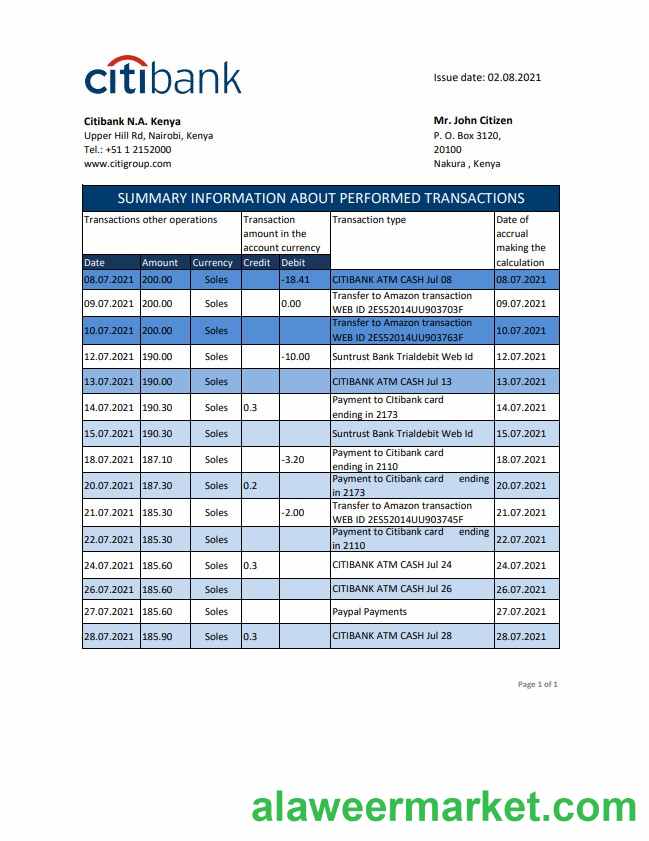 citibank
Issue date: 02.08.2021
Citibank N.A. Kenya
Upper Hill Rd, Nairobi, Kenya
Tel.: +51 1 2152000
www.citigroup.com
Mr. John Citizen
P. O. Box 3120,
20100
Nakura , Kenya
SUMMARY INFORMATION ABOUT PERFORMED TRANSACTIONS
Transactions other operations
Transaction
amount in the
account currency
Transaction type
Date of
accrual
making the
calculation
Date Amount Currency Credit Debit
08.07.2021 200.00 Soles -18.41 CITIBANK ATM CASH Jul 08 08.07.2021
09.07.2021 200.00 Soles 0.00 Transfer to Amazon transaction
WEB ID 2ES52014UU903703F 09.07.2021
10.07.2021 200.00 Soles Transfer to Amazon transaction
WEB ID 2ES52014UU903763F 10.07.2021
12.07.2021 190.00 Soles -10.00 Suntrust Bank Trialdebit Web Id 12.07.2021
13.07.2021 190.00 Soles CITIBANK ATM CASH Jul 13 13.07.2021
14.07.2021 190.30 Soles 0.3 Payment to CItibank card
ending in 2173 14.07.2021
15.07.2021 190.30 Soles Suntrust Bank Trialdebit Web Id 15.07.2021
18.07.2021 187.10 Soles -3.20 Payment to Citibank card
ending in 2110 18.07.2021
20.07.2021 187.30 Soles 0.2 Payment to Citibank card ending
in 2173 20.07.2021
21.07.2021 185.30 Soles -2.00 Transfer to Amazon transaction
WEB ID 2ES52014UU903745F 21.07.2021
22.07.2021 185.30 Soles Payment to Citibank card ending
in 2110 22.07.2021
24.07.2021 185.60 Soles 0.3 CITIBANK ATM CASH Jul 24 24.07.2021
26.07.2021 185.60 Soles CITIBANK ATM CASH Jul 26 26.07.2021
27.07.2021 185.60 Soles Paypal Payments 27.07.2021
28.07.2021 185.90 Soles 0.3 CITIBANK ATM CASH Jul 28 28.07.2021
Page 1 of 1
alaweermarket.com